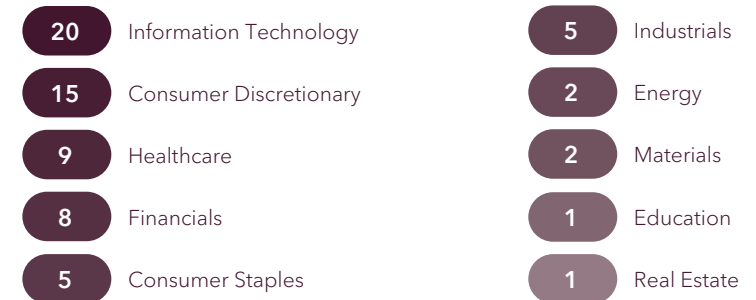 20 Information Technology
15 Consumer Discretionary
9 Healthcare
8 Financials
5 Consumer Staples
5 Industrials
2 Energy
2 Materials
1 Education
1 Real Estate